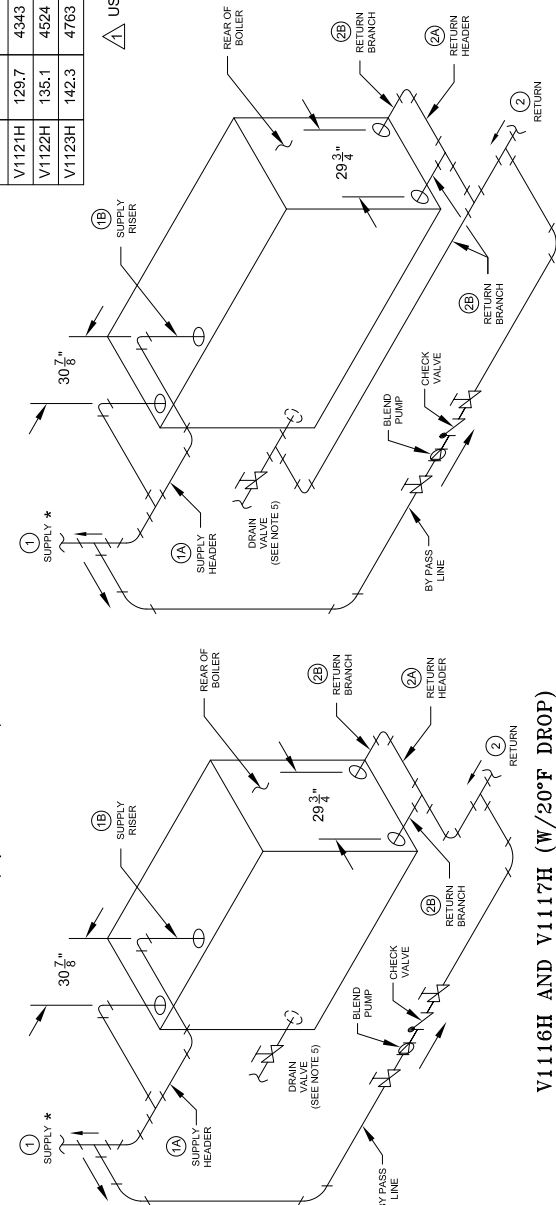 V1121H 129.7 4343
V1122H 135.1 4524
V1123H 142.3 4763
1 US
1
SUPPLY *
1A
SUPPLY
HEADER
30 7/8"
1B
SUPPLY
RISER
REAR OF
BOILER
29 3/4"
2B
RETURN
BRANCH
2A
RETURN
HEADER
2
RETURN
2B
RETURN
BRANCH
DRAIN
VALVE
(SEE NOTE 5)
BLEND
PUMP
CHECK
VALVE
BY PASS
LINE
V1116H AND V1117H (W/20°F DROP)
1
SUPPLY *
1A
SUPPLY
HEADER
30 7/8"
1B
SUPPLY
RISER
REAR OF
BOILER
29 3/4"
2B
RETURN
BRANCH
2A
RETURN
HEADER
2
RETURN
2B
RETURN
BRANCH
DRAIN
VALVE
(SEE NOTE 5)
BLEND
PUMP
CHECK
VALVE
BY PASS
LINE